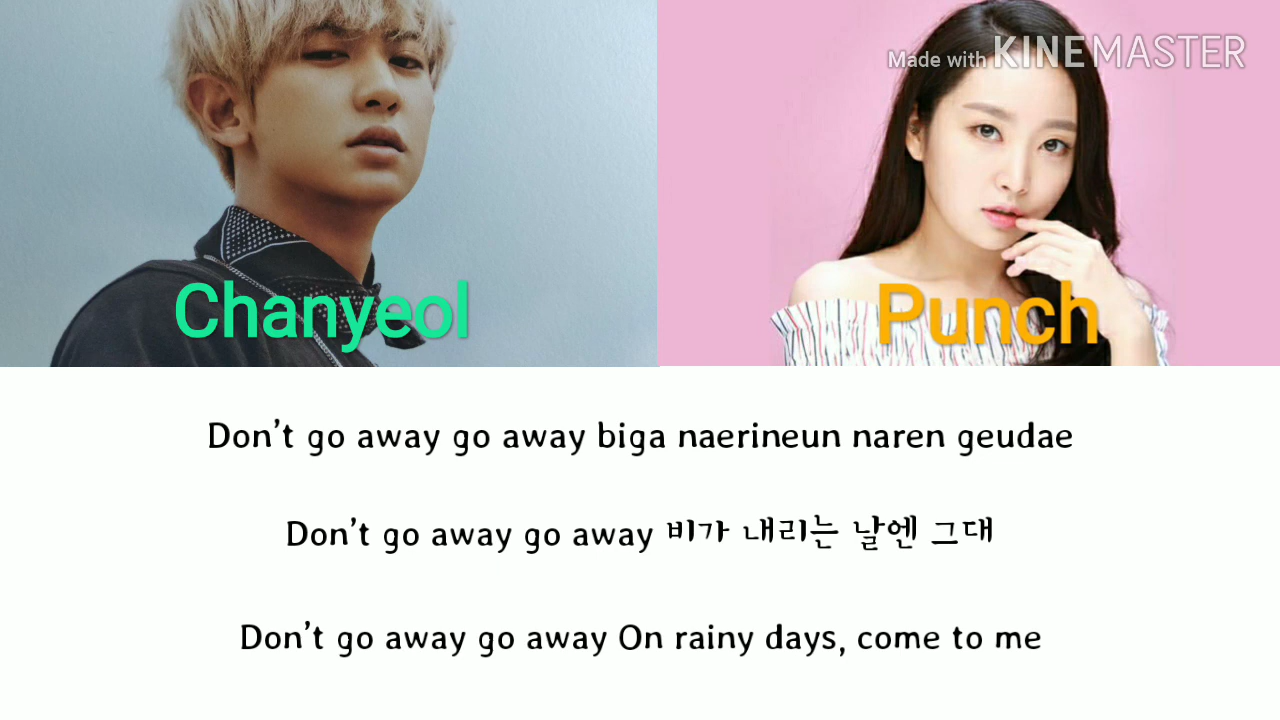 Made with KINEMASTER
Chanyeol
Punch
Don't go away go away biga naerineun naren geudae
Don't go away go away 비가 내리는 날엔 그대
Don't go away go away On rainy days, come to me